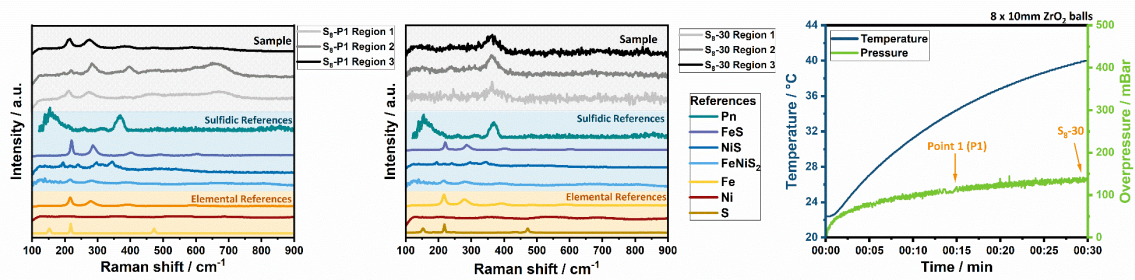 S8-P1 Region 1
S8-P1 Region 2
S8-P1 Region 3
Sample
Sulfidic References
Elemental References
Intensity / a.u.
100 200 300 400 500 600 700 800 900
Raman shift / cm-1
S8-30 Region 1
S8-30 Region 2
S8-30 Region 3
Sample
Sulfidic References
Elemental References
Intensity / a.u.
100 200 300 400 500 600 700 800 900
Raman shift / cm-1
References
Pn
FeS
NiS
FeNiS2
Fe
Ni
S
8 x 10mm ZrO2 balls
Temperature
Pressure
Point 1 (P1)
S8-30
Temperature / °C
44
40
36
32
28
24
20
Overpressure / mBar
500
400
300
200
100
0
00:00 00:05 00:10 00:15 00:20 00:25 00:30
Time / min